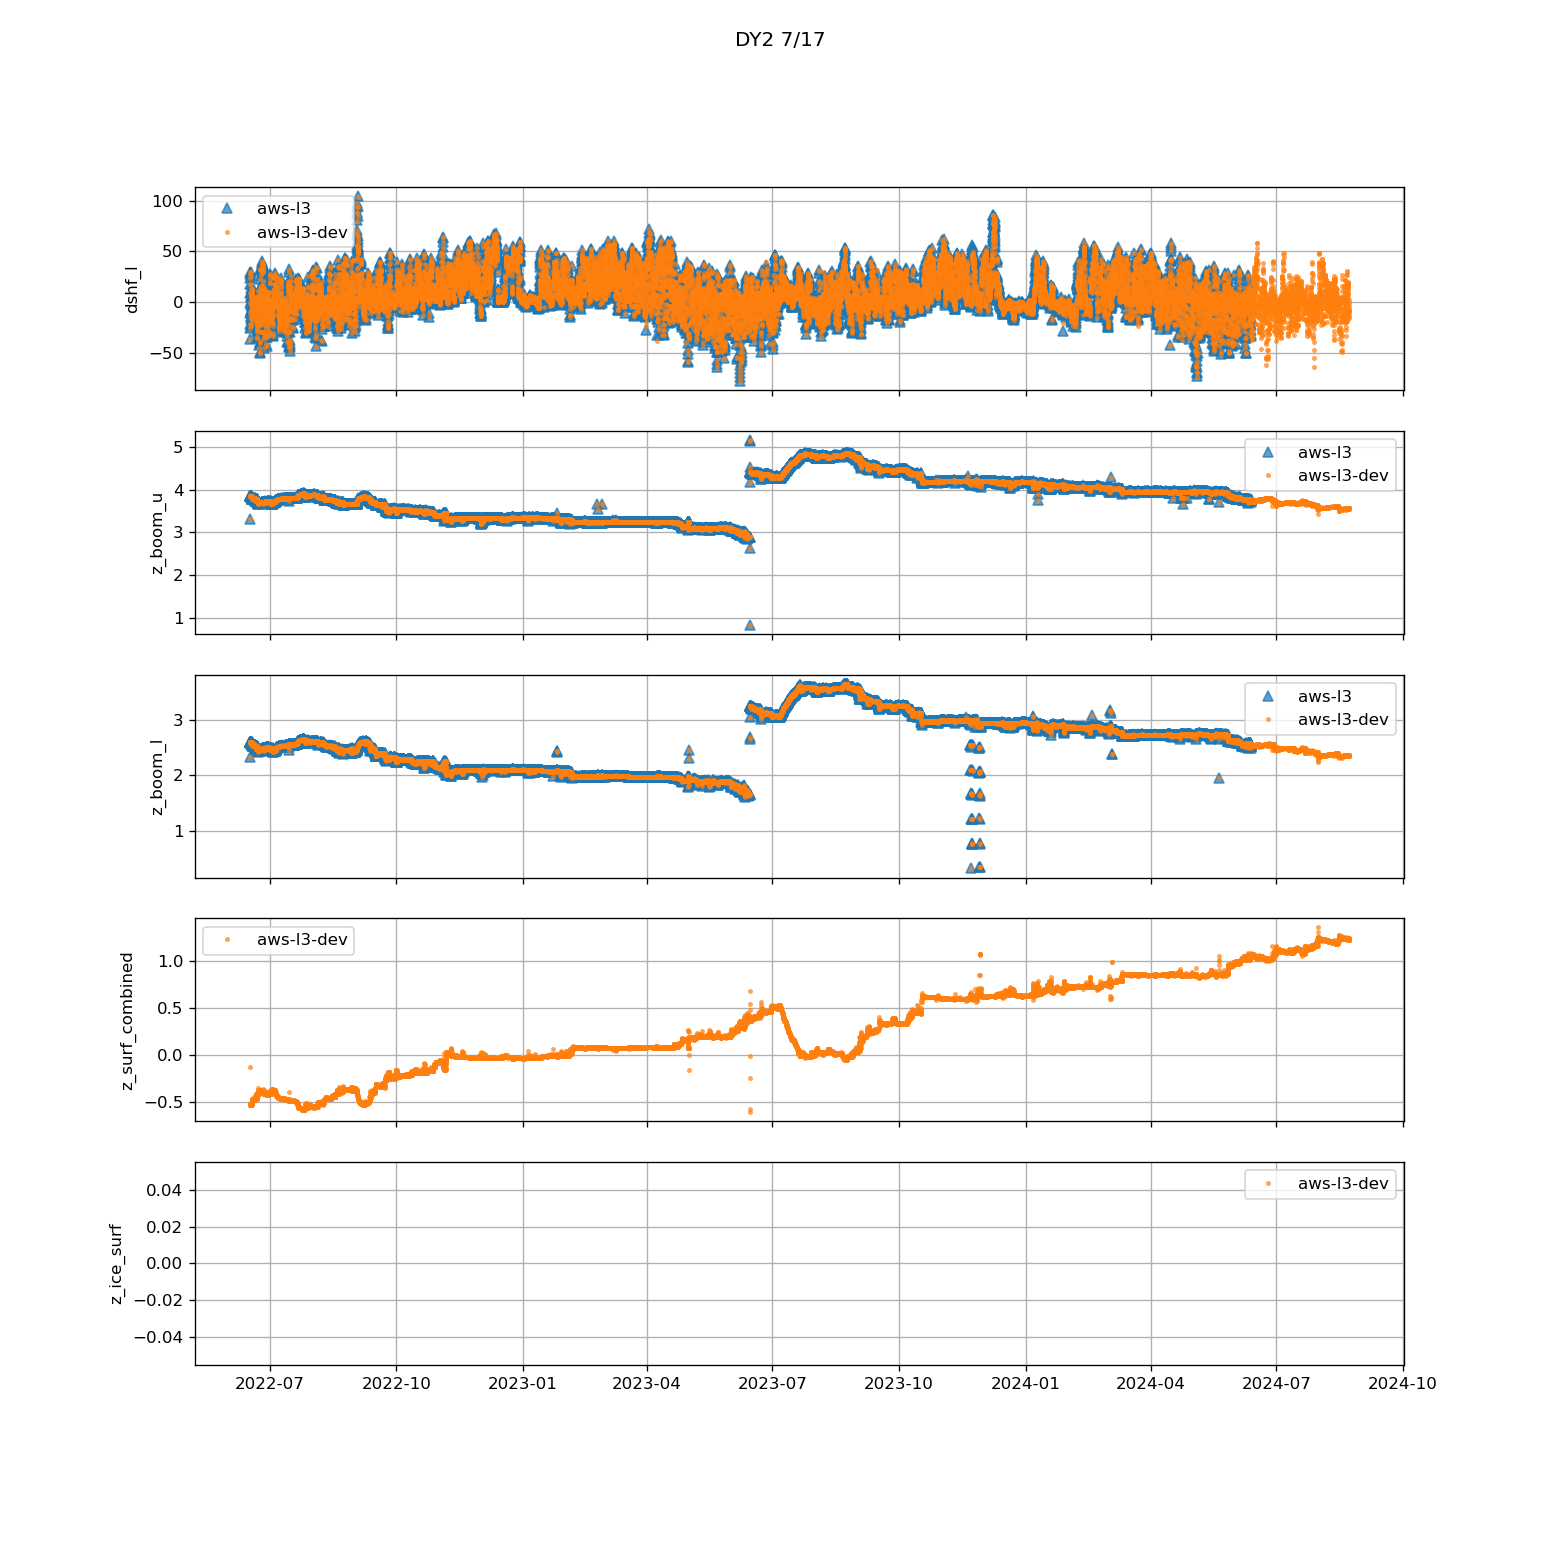 DY2 7/17
aws-l3
aws-l3-dev
dshf_l
100
50
0
−50
aws-l3
aws-l3-dev
z_boom_u
5
4
3
2
1
aws-l3
aws-l3-dev
z_boom_l
3
2
1
aws-l3-dev
z_surf_combined
1.0
0.5
0.0
−0.5
aws-l3-dev
z_ice_surf
0.04
0.02
0.00
−0.02
−0.04
2022-07 2022-10 2023-01 2023-04 2023-07 2023-10 2024-01 2024-04 2024-07 2024-10